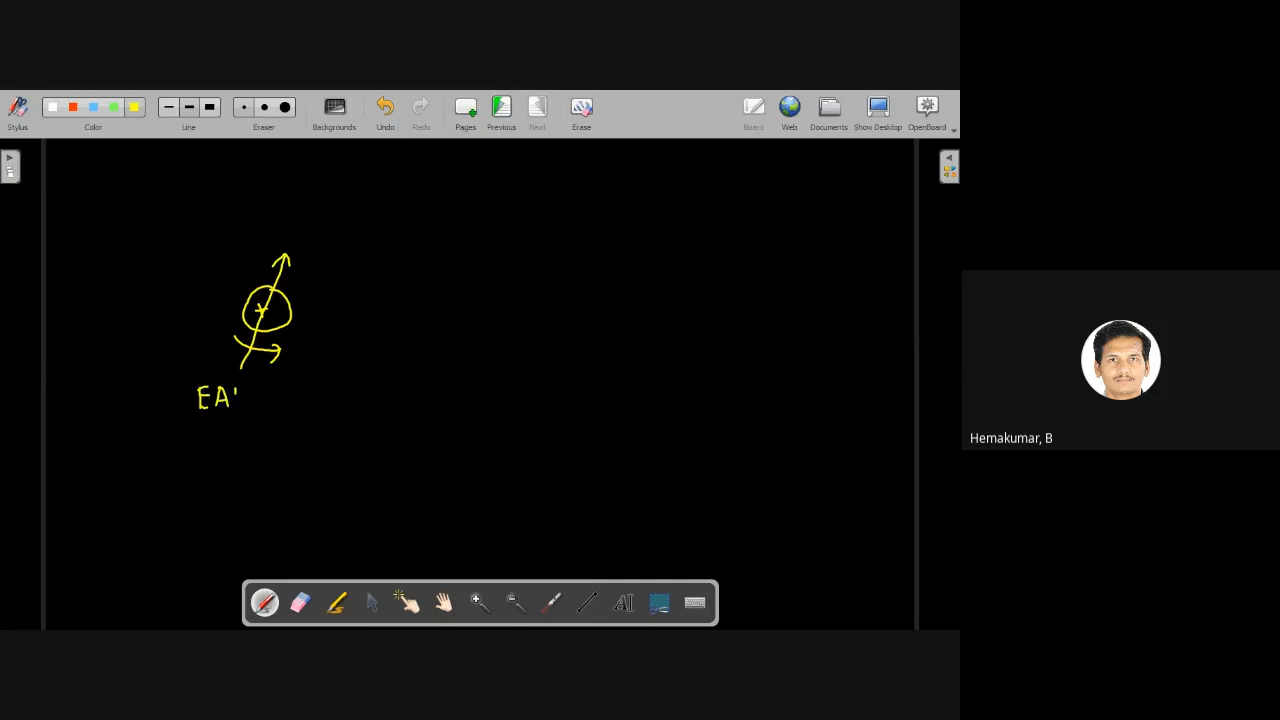 Stylus Color Line Eraser Backgrounds Undo Redo Pages Previous Next Erase Board Web Documents Show Desktop OpenBoard
EA'
AI
Hemakumar, B